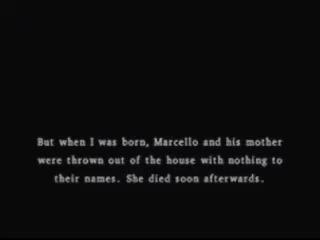 But when I was born, Marcello and his mother
were thrown out of the house with nothing to
their names. She died soon afterwards.